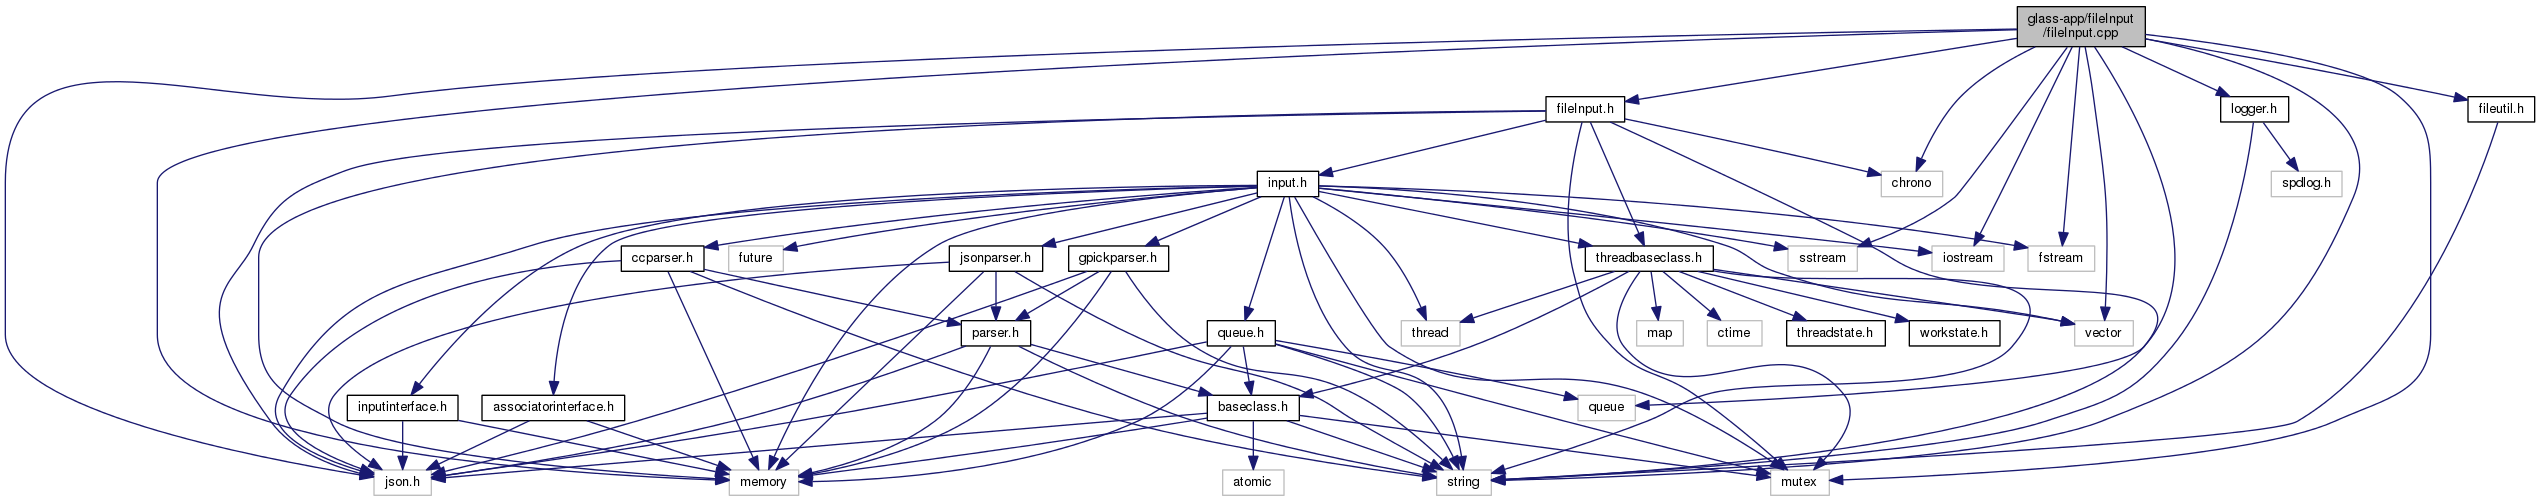 glass-app/fileInput
/fileInput.cpp
fileInput.h
logger.h
fileutil.h
input.h
chrono
spdlog.h
ccparser.h
future
jsonparser.h
gpickparser.h
threadbaseclass.h
sstream
iostream
fstream
parser.h
queue.h
thread
map
ctime
threadstate.h
workstate.h
vector
inputinterface.h
associatorinterface.h
baseclass.h
queue
json.h
memory
atomic
string
mutex